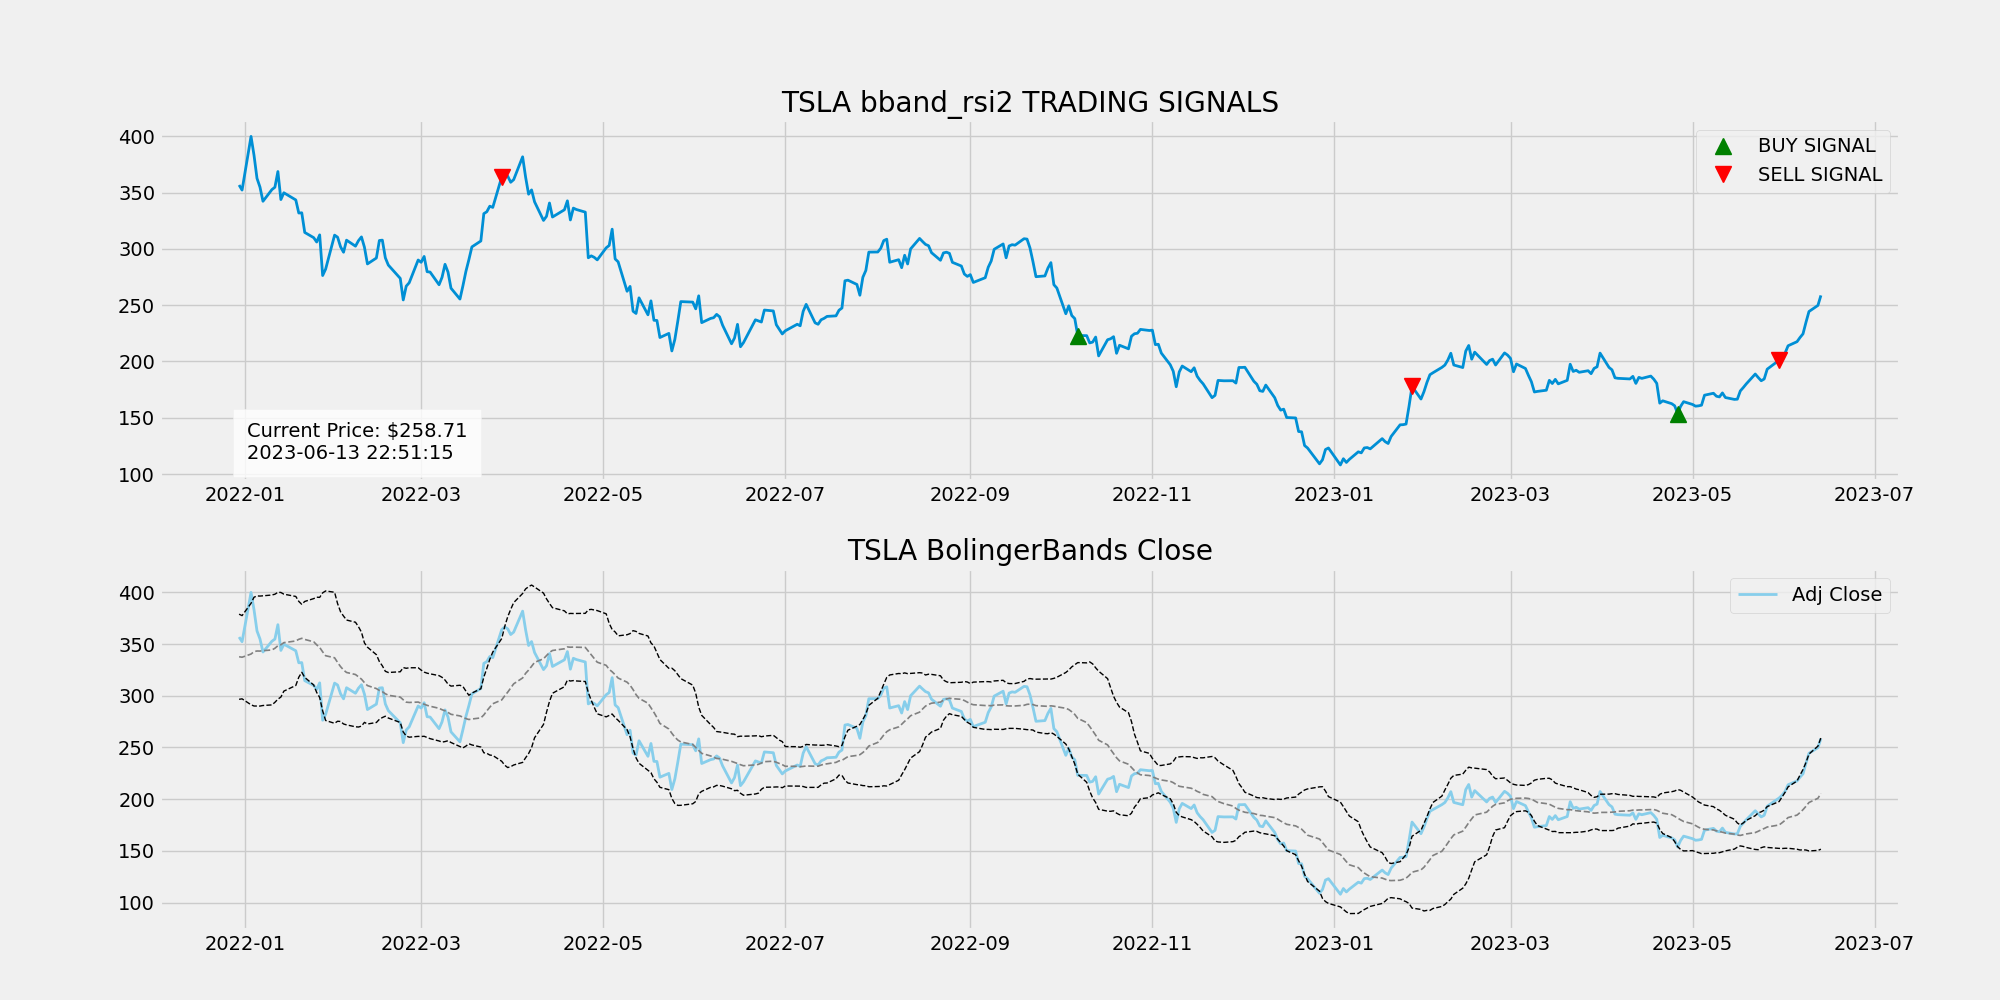 TSLA bband_rsi2 TRADING SIGNALS
400
350
300
250
200
150
100
BUY SIGNAL
SELL SIGNAL
Current Price: $258.71
2023-06-13 22:51:15
2022-01 2022-03 2022-05 2022-07 2022-09 2022-11 2023-01 2023-03 2023-05 2023-07
TSLA BolingerBands Close
400
350
300
250
200
150
100
Adj Close
2022-01 2022-03 2022-05 2022-07 2022-09 2022-11 2023-01 2023-03 2023-05 2023-07